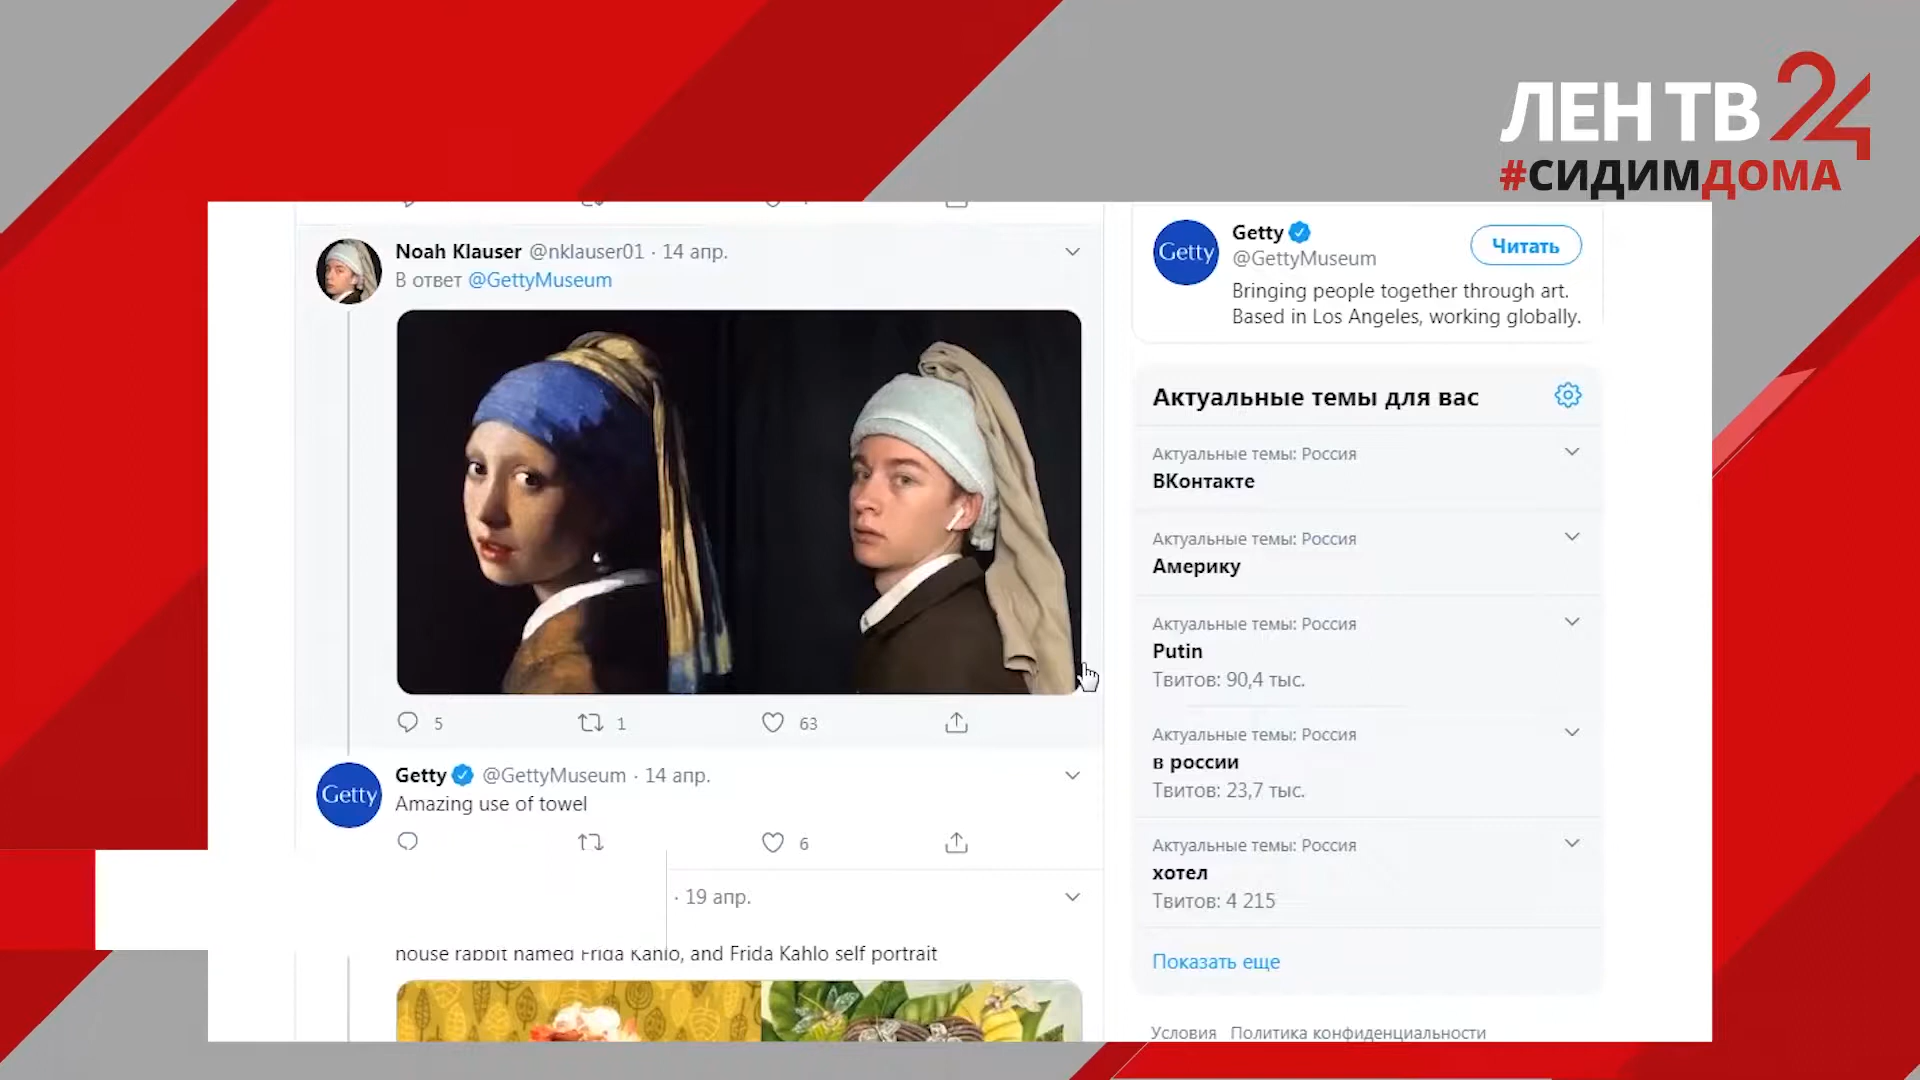 ЛЕН ТВ 24
#СИДИМДОМА
Noah Klauser @nklauser01 · 14 апр.
В ответ @GettyMuseum
5
1
63
Getty @GettyMuseum · 14 апр.
Amazing use of towel
6
· 19 апр.
house rabbit named Frida Kahlo, and Frida Kahlo self portrait
Getty
Getty
Getty
@GettyMuseum
Читать
Bringing people together through art.
Based in Los Angeles, working globally.
Актуальные темы для вас
Актуальные темы: Россия
ВКонтакте
Актуальные темы: Россия
Америку
Актуальные темы: Россия
Putin
Твитов: 90,4 тыс.
Актуальные темы: Россия
в россии
Твитов: 23,7 тыс.
Актуальные темы: Россия
хотел
Твитов: 4 215
Показать еще
Условия Политика конфиденциальности